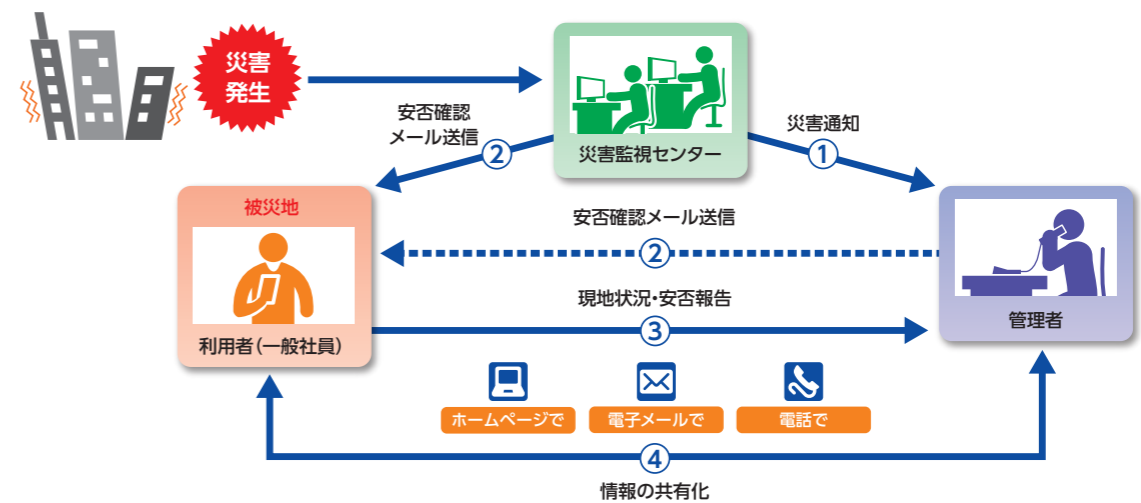 災害
発生
安否確認
メール送信
②
災害監視センター
災害通知
①
被災地
利用者(一般社員)
安否確認メール送信
②
現地状況・安否報告
③
管理者
ホームページで
電子メールで
電話で
④
情報の共有化